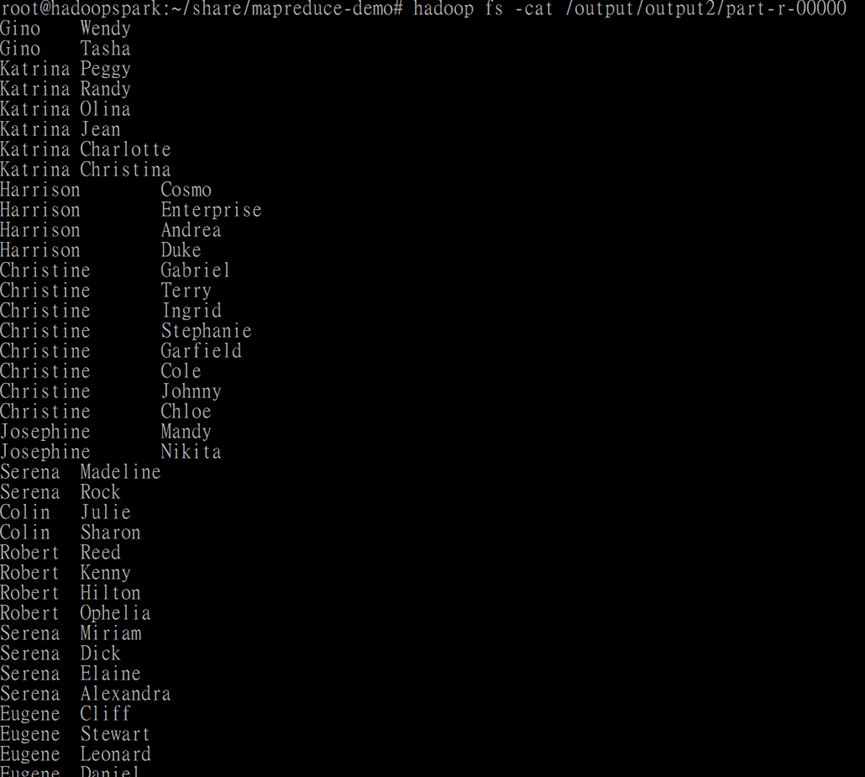 root@hadoopspark:~/share/mapreduce-demo# hadoop fs -cat /output/output2/part-r-00000
Gino    Wendy
Gino    Tasha
Katrina Peggy
Katrina Randy
Katrina Olina
Katrina Jean
Katrina Charlotte
Katrina Christina
Harrison        Cosmo
Harrison        Enterprise
Harrison        Andrea
Harrison        Duke
Christine       Gabriel
Christine       Terry
Christine       Ingrid
Christine       Stephanie
Christine       Garfield
Christine       Cole
Christine       Johnny
Christine       Chloe
Josephine       Mandy
Josephine       Nikita
Serena  Madeline
Serena  Rock
Colin   Julie
Colin   Sharon
Robert  Reed
Robert  Kenny
Robert  Hilton
Robert  Ophelia
Serena  Miriam
Serena  Dick
Serena  Elaine
Serena  Alexandra
Eugene  Cliff
Eugene  Stewart
Eugene  Leonard
Eugene  Daniel